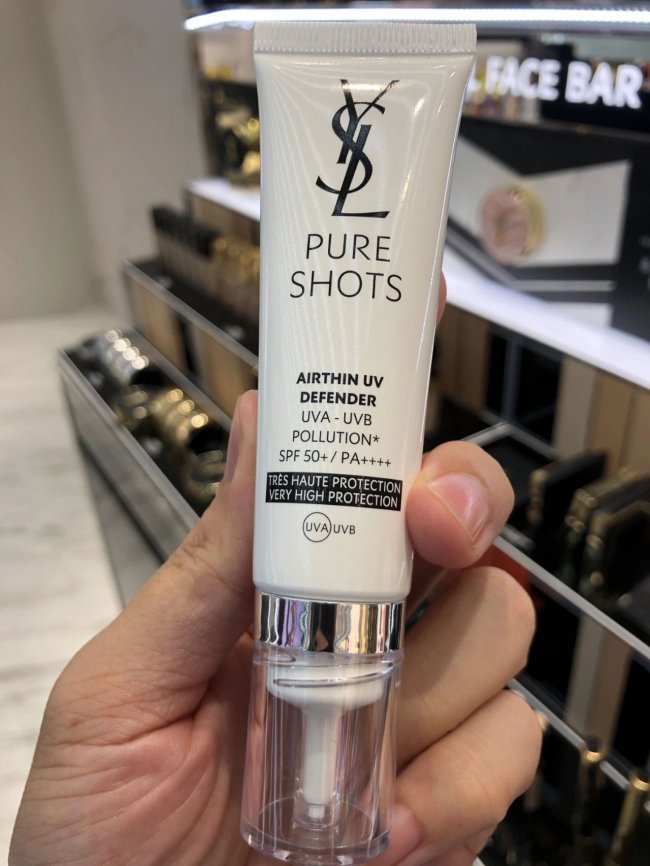 FACE BAR
YSL
PURE
SHOTS
AIRTHIN UV
DEFENDER
UVA - UVB
POLLUTION*
SPF 50+ / PA++++
TRÈS HAUTE PROTECTION
VERY HIGH PROTECTION
UVA UVB